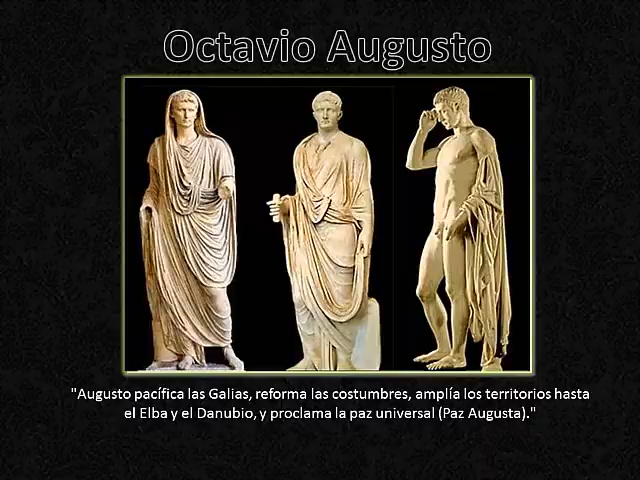 Octavio Augusto
"Augusto pacífica las Galias, reforma las costumbres, amplía los territorios hasta
el Elba y el Danubio, y proclama la paz universal (Paz Augusta)."